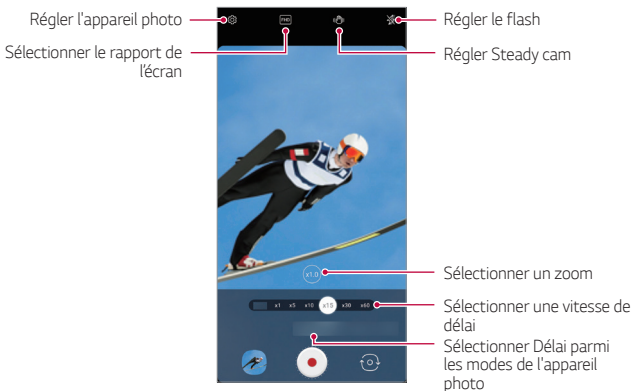 Régler l'appareil photo
Sélectionner le rapport de
l'écran
FHD
Régler le flash
Régler Steady cam
x1.0
x1 x5 x10 x15 x30 x60
Sélectionner un zoom
Sélectionner une vitesse de
délai
Sélectionner Délai parmi
les modes de l'appareil
photo